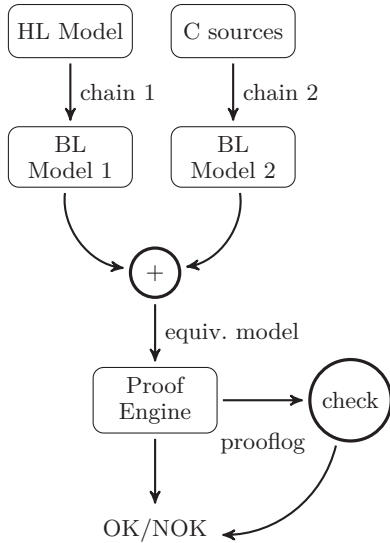 HL Model
C sources
chain 1
chain 2
BL
Model 1
BL
Model 2
+
equiv. model
Proof
Engine
check
prooflog
OK/NOK